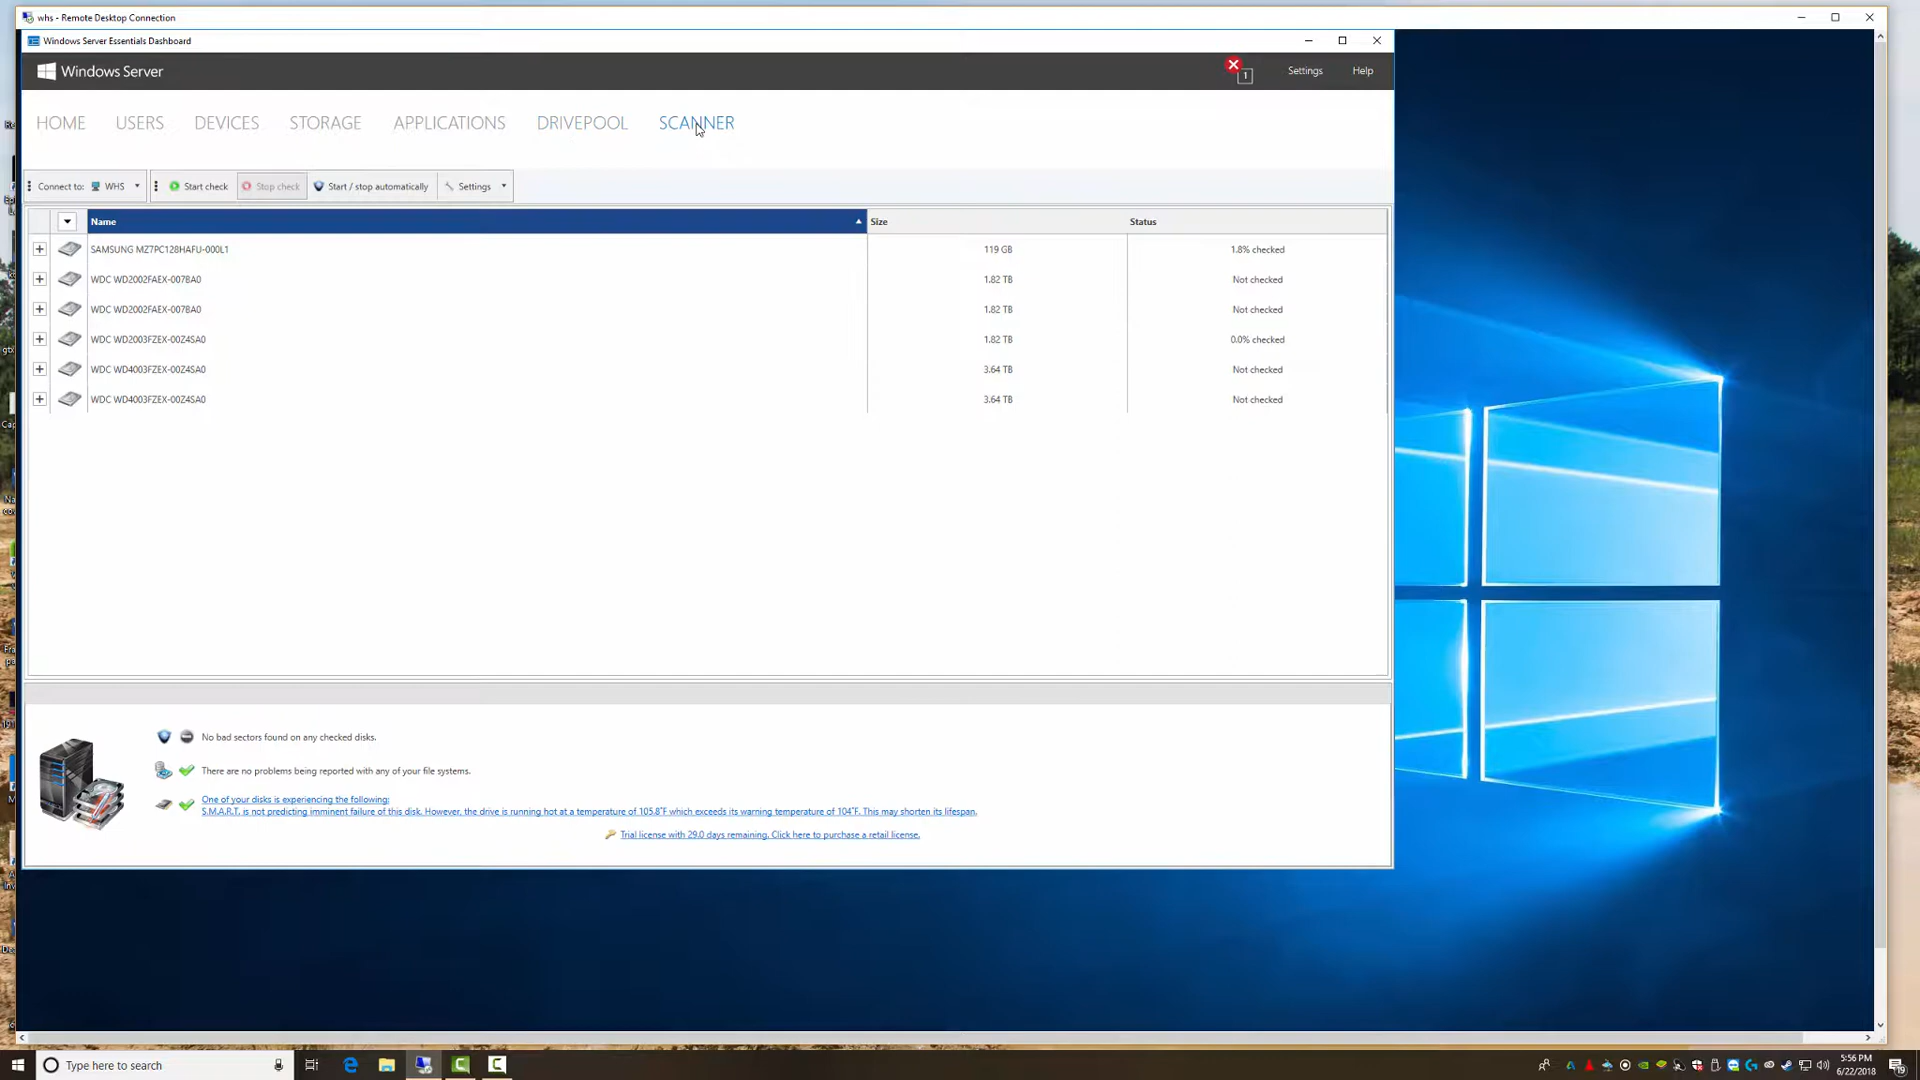 whs - Remote Desktop Connection
Windows Server Essentials Dashboard
Windows Server
1
Settings
Help
HOME
USERS
DEVICES
STORAGE
APPLICATIONS
DRIVEPOOL
SCANNER
Connect to: WHS
Start check
Stop check
Start / stop automatically
Settings
Name
Size
Status
SAMSUNG MZ7PC128HAFU-000L1
119 GB
1.8% checked
WDC WD2002FAEX-007BA0
1.82 TB
Not checked
WDC WD2002FAEX-007BA0
1.82 TB
Not checked
WDC WD2003FZEX-00Z4SA0
1.82 TB
0.0% checked
WDC WD4003FZEX-00Z4SA0
3.64 TB
Not checked
WDC WD4003FZEX-00Z4SA0
3.64 TB
Not checked
No bad sectors found on any checked disks.
There are no problems being reported with any of your file systems.
One of your disks is experiencing the following:
S.M.A.R.T. is not predicting imminent failure of this disk. However, the drive is running hot at a temperature of 105.8˚F which exceeds its warning temperature of 104˚F. This may shorten its lifespan.
Trial license with 29.0 days remaining. Click here to purchase a retail license.
Type here to search
5:56 PM
6/22/2018
19